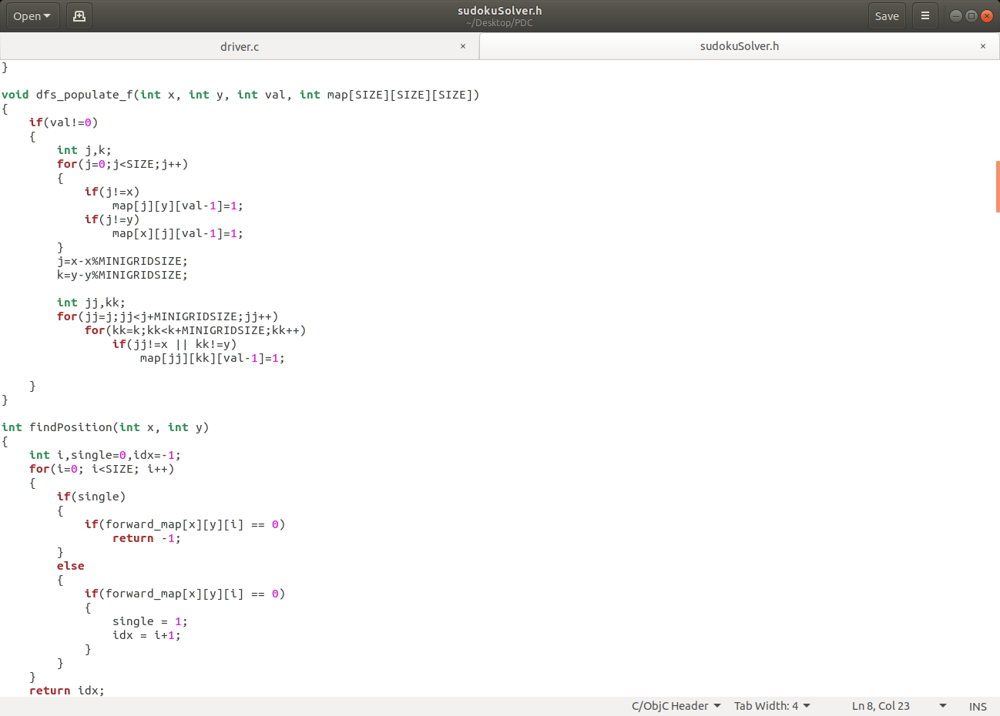 Open
sudokuSolver.h
~/Desktop/PDC
Save
driver.c ×
sudokuSolver.h ×
}
void dfs_populate_f(int x, int y, int val, int map[SIZE][SIZE][SIZE])
{
    if(val!=0)
    {
        int j,k;
        for(j=0;j<SIZE;j++)
        {
            if(j!=x)
                map[j][y][val-1]=1;
            if(j!=y)
                map[x][j][val-1]=1;
        }
        j=x-x%MINIGRIDSIZE;
        k=y-y%MINIGRIDSIZE;
        int jj,kk;
        for(jj=j;jj<j+MINIGRIDSIZE;jj++)
            for(kk=k;kk<k+MINIGRIDSIZE;kk++)
                if(jj!=x || kk!=y)
                    map[jj][kk][val-1]=1;
    }
}
int findPosition(int x, int y)
{
    int i,single=0,idx=-1;
    for(i=0; i<SIZE; i++)
    {
        if(single)
        {
            if(forward_map[x][y][i] == 0)
                return -1;
        }
        else
        {
            if(forward_map[x][y][i] == 0)
            {
                single = 1;
                idx = i+1;
            }
        }
    }
    return idx;
C/ObjC Header Tab Width: 4 Ln 8, Col 23 INS